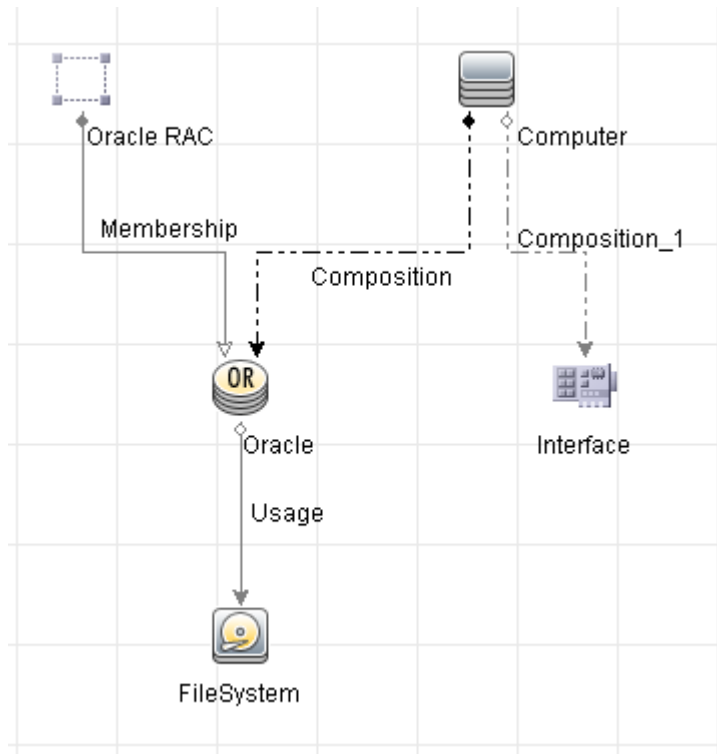 Oracle RAC
Computer
Membership
Composition_1
Composition
OR
Oracle
Interface
Usage
FileSystem